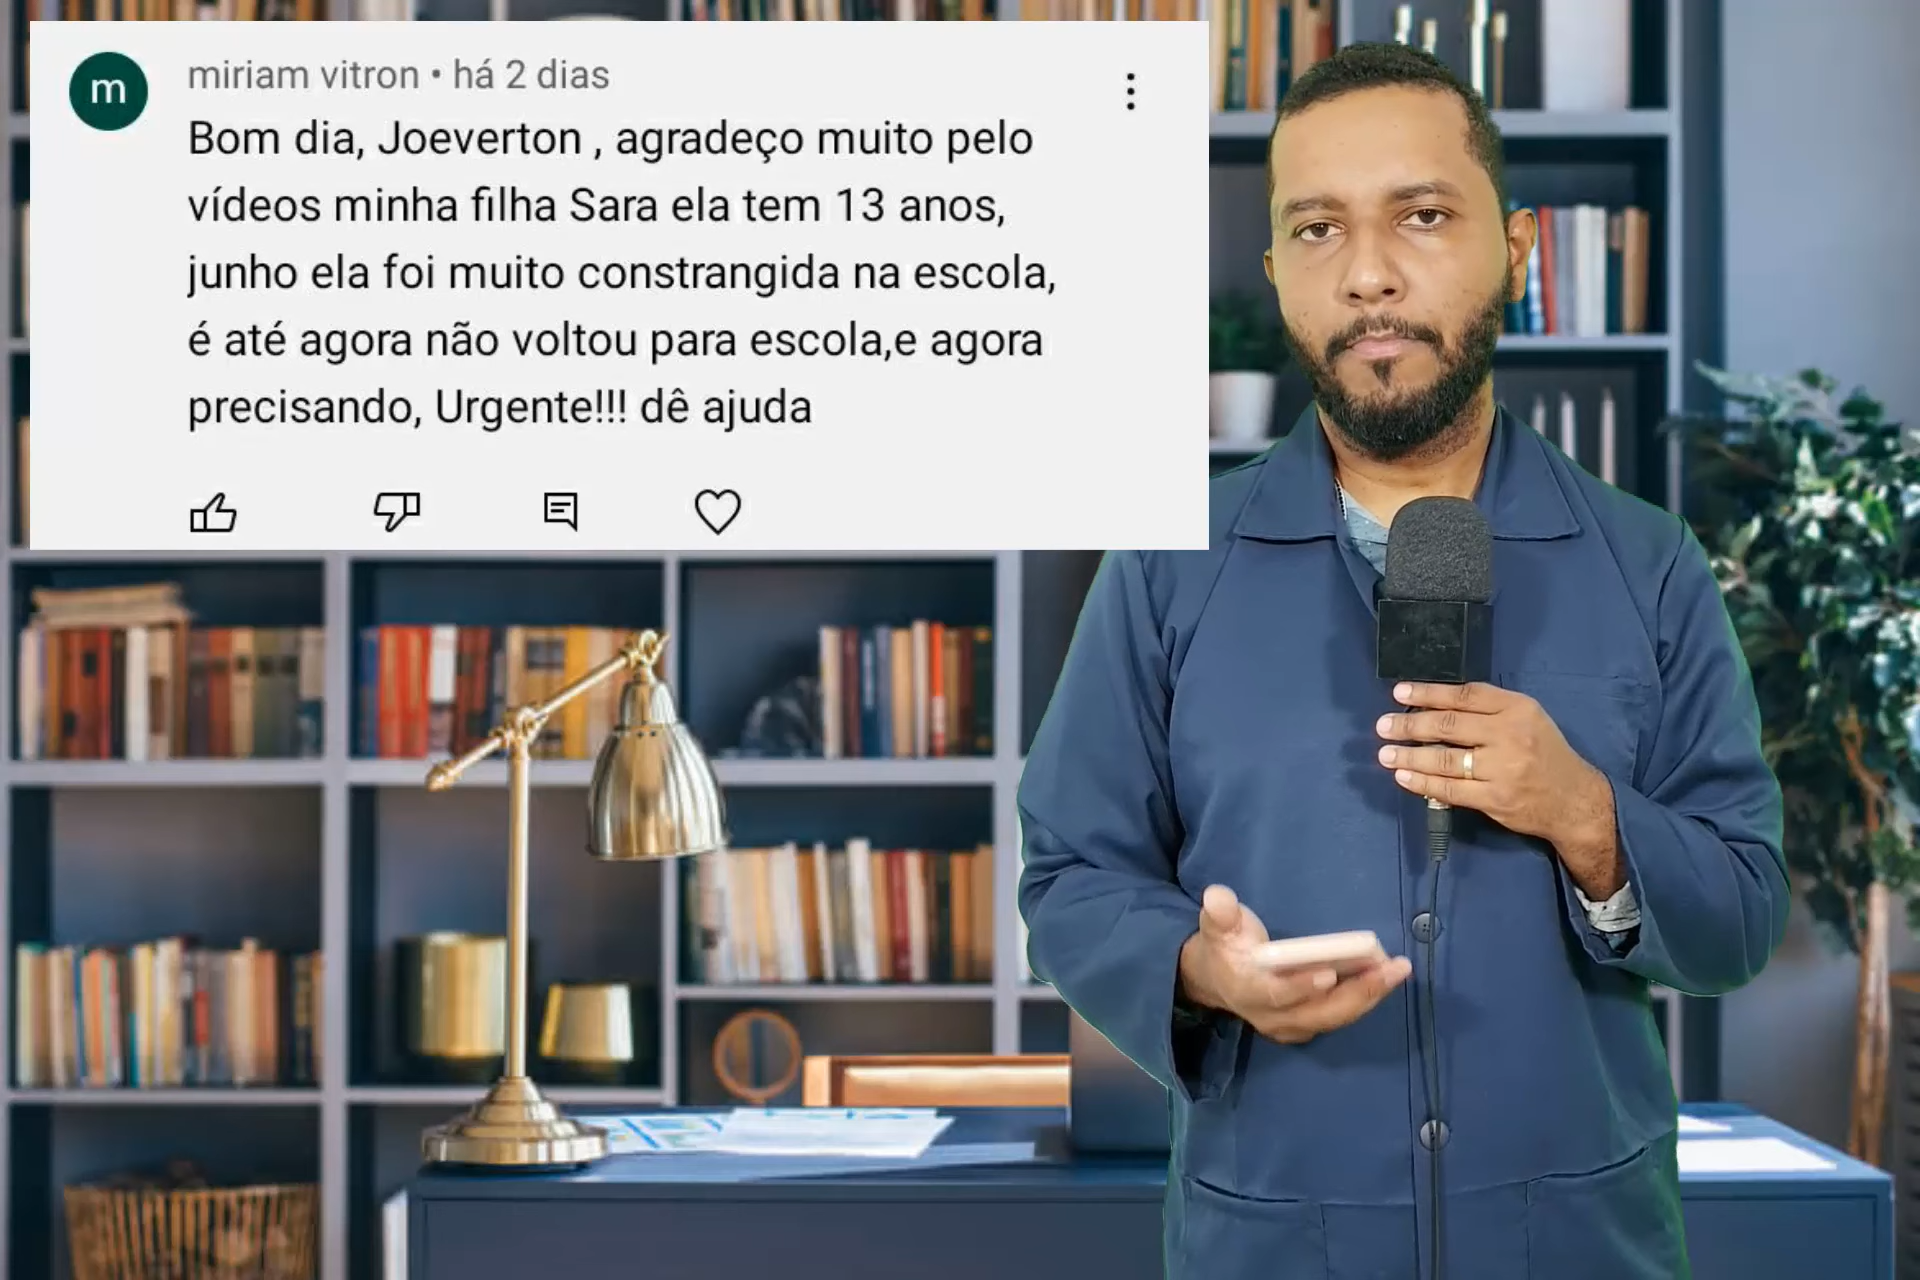 m
miriam vitron • há 2 dias
Bom dia, Joeverton , agradeço muito pelo
vídeos minha filha Sara ela tem 13 anos,
junho ela foi muito constrangida na escola,
é até agora não voltou para escola,e agora
precisando, Urgente!!! dê ajuda